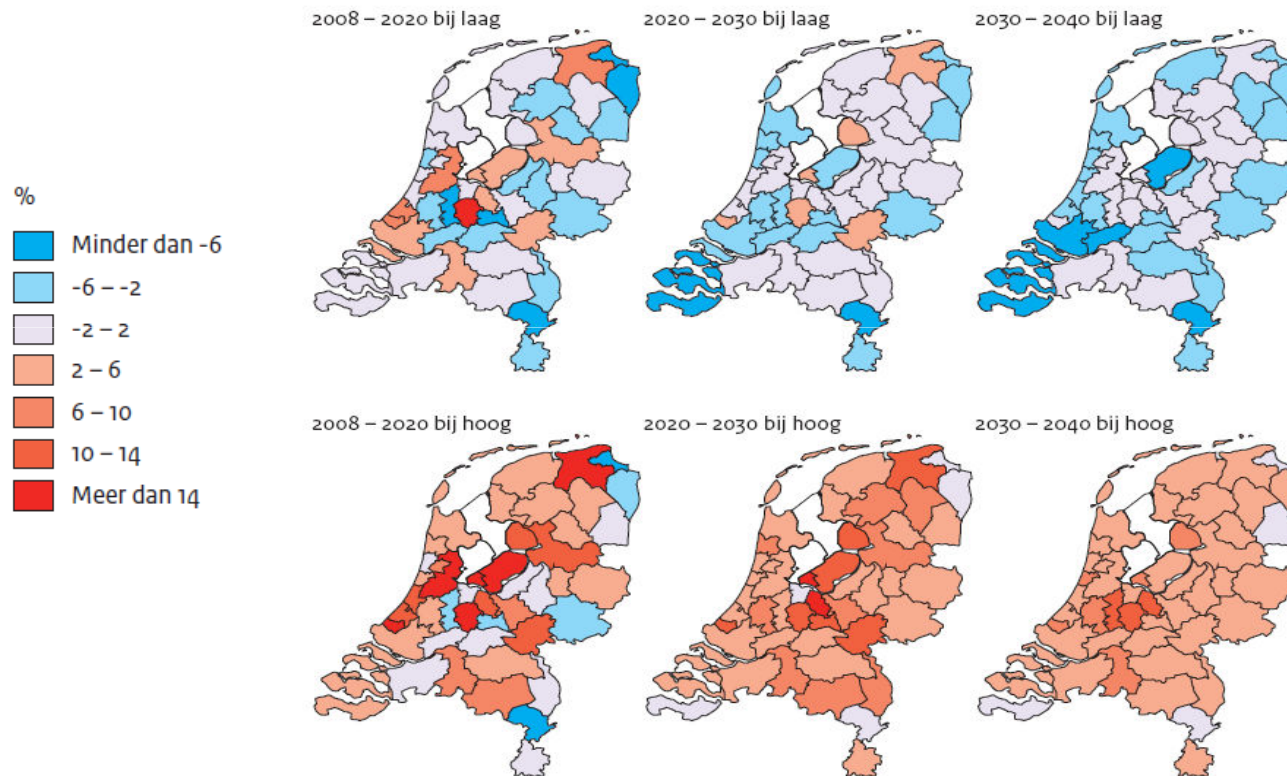 2008 – 2020 bij laag
2020 – 2030 bij laag
2030 – 2040 bij laag
%
Minder dan -6
-6 – -2
-2 – 2
2 – 6
6 – 10
10 – 14
Meer dan 14
2008 – 2020 bij hoog
2020 – 2030 bij hoog
2030 – 2040 bij hoog